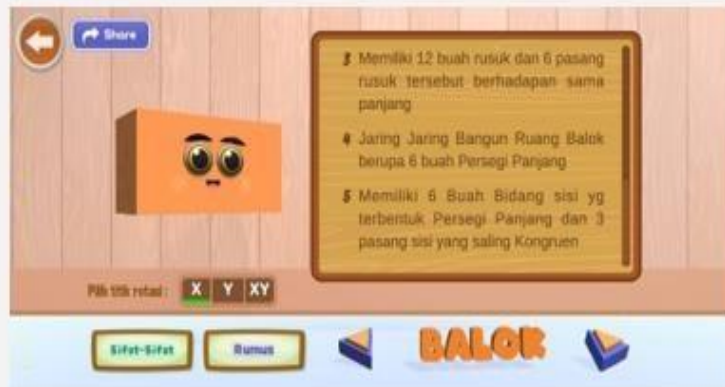 Share
3 Memiliki 12 buah rusuk dan 6 pasang
rusuk tersebut berhadapan sama
panjang
4 Jaring Jaring Bangun Ruang Balok
berupa 6 buah Persegi Panjang
5 Memiliki 6 Buah Bidang sisi yg
terbentuk Persegi Panjang dan 3
pasang sisi yang saling Kongruen
Pilih titik rotasi : X Y XY
Sifat-Sifat Rumus BALOK